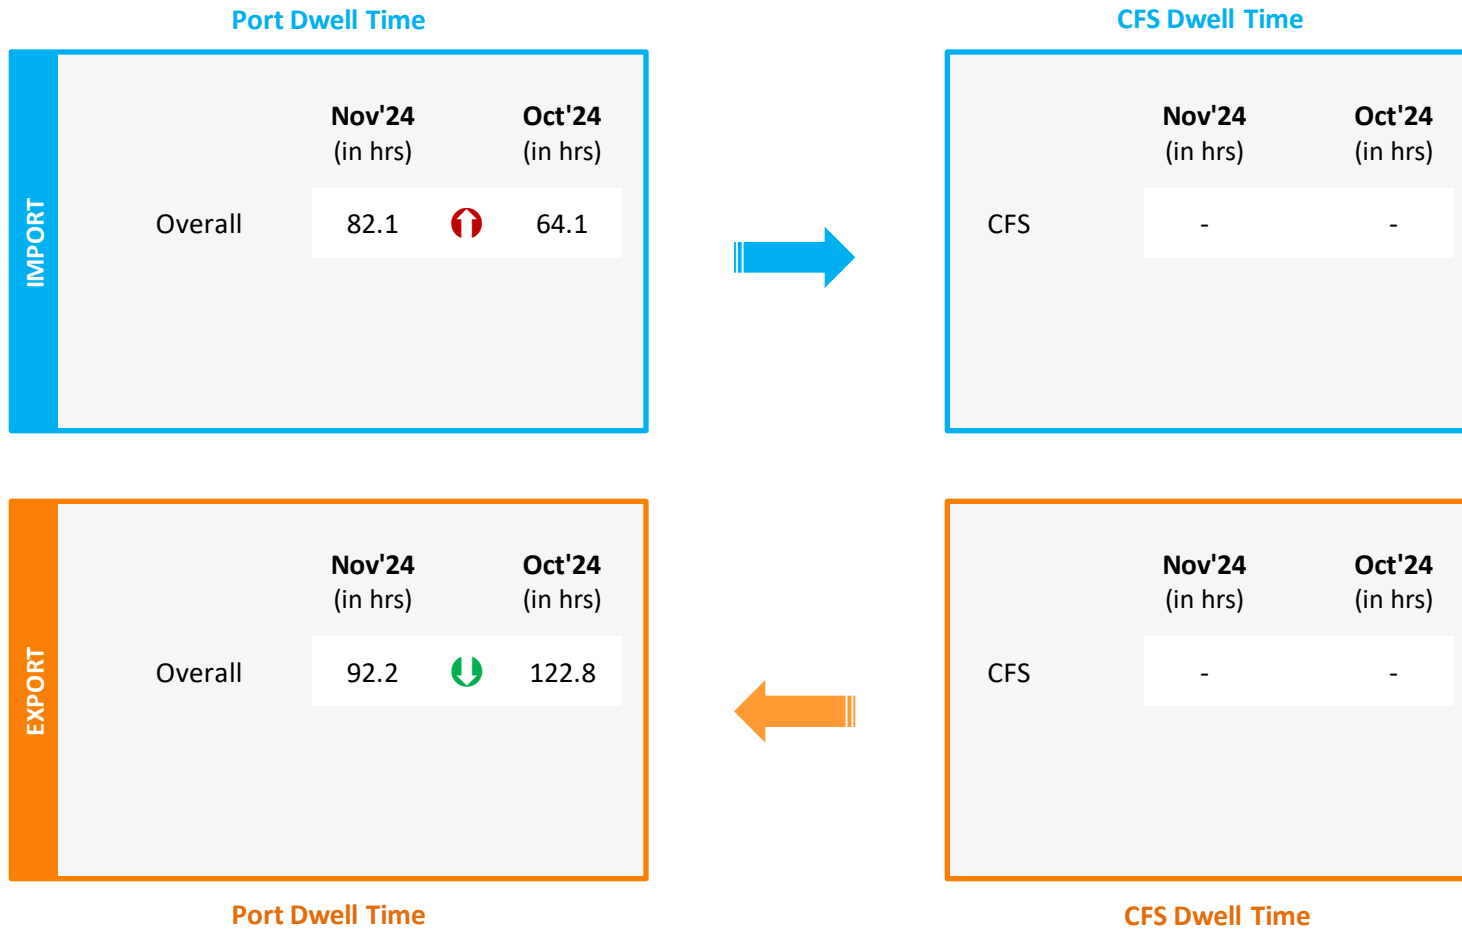 Port Dwell Time
CFS Dwell Time
IMPORT
Nov'24 Oct'24
(in hrs) (in hrs)
Overall 82.1 64.1
Nov'24 Oct'24
(in hrs) (in hrs)
CFS - -
EXPORT
Nov'24 Oct'24
(in hrs) (in hrs)
Overall 92.2 122.8
Nov'24 Oct'24
(in hrs) (in hrs)
CFS - -
Port Dwell Time
CFS Dwell Time